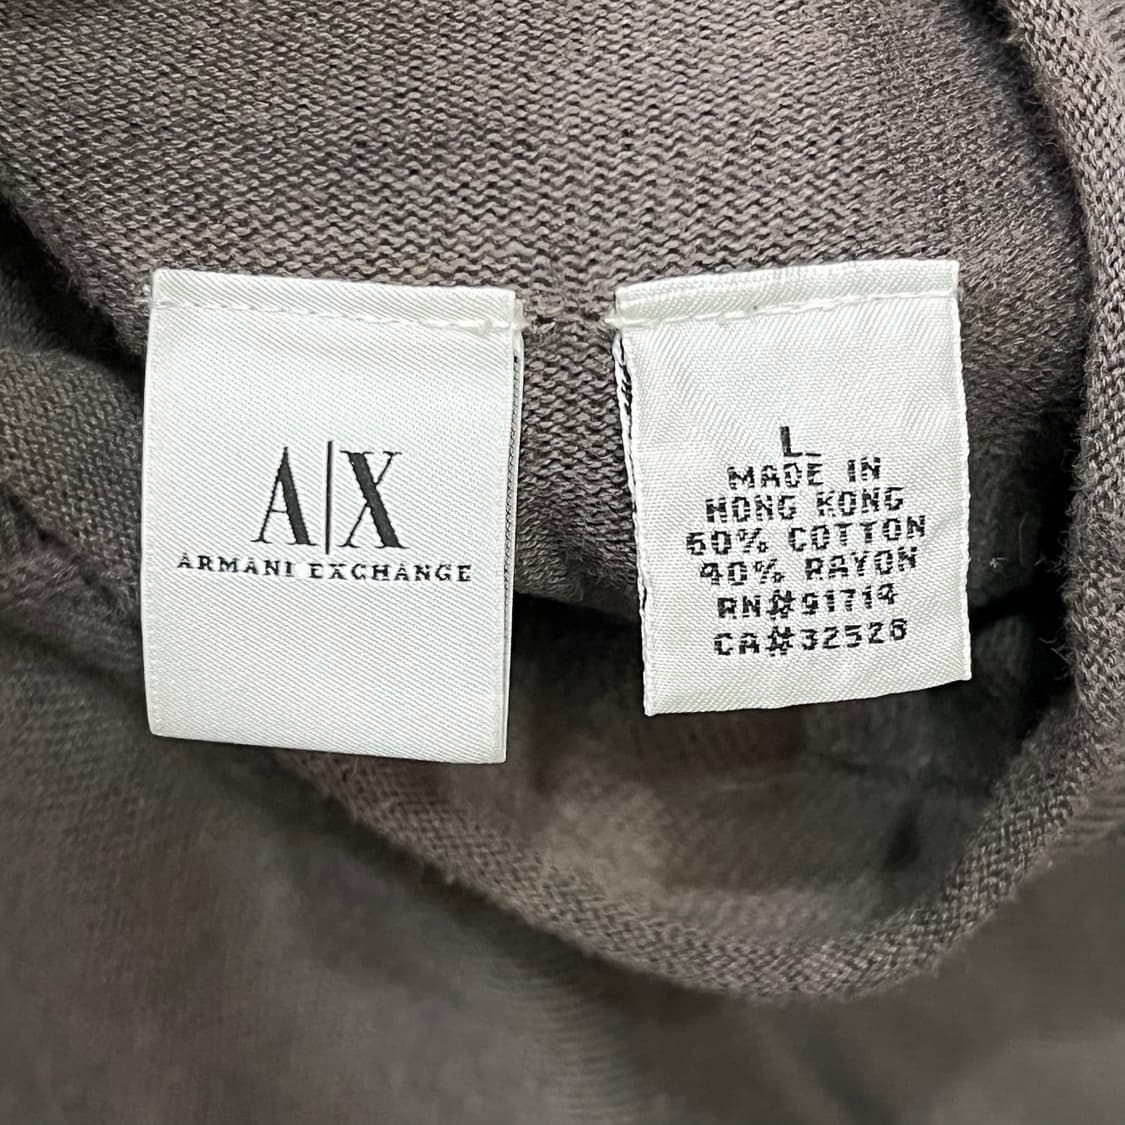 A|X
ARMANI EXCHANGE
L
MADE IN
HONG KONG
60% COTTON
40% RAYON
RN#91714
CA#32526